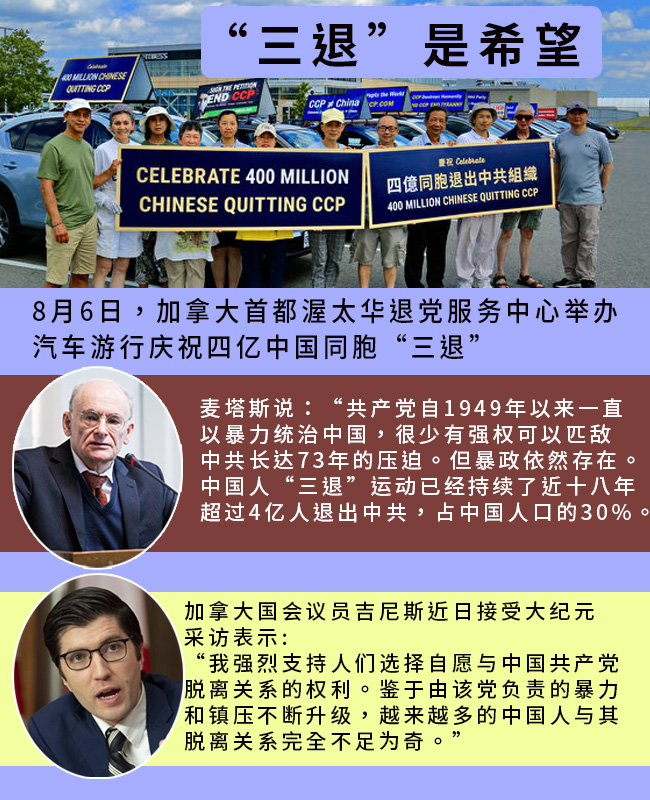 “三退”是希望
Celebrate
400 MILLION CHINESE
QUITTING CCP
SIGN THE PETITION
END CCP
CCP ≠ China
CCP Destroys Humanity
END CCP END TYRANNY
CELEBRATE 400 MILLION
CHINESE QUITTING CCP
慶祝 Celebrate
四億同胞退出中共組織
400 MILLION CHINESE QUITTING CCP
8月6日，加拿大首都渥太华退党服务中心举办
汽车游行庆祝四亿中国同胞“三退”
麦塔斯说：“共产党自1949年以来一直
以暴力统治中国，很少有强权可以匹敌
中共长达73年的压迫。但暴政依然存在。
中国人“三退”运动已经持续了近十八年
超过4亿人退出中共，占中国人口的30%。
加拿大国会议员吉尼斯近日接受大纪元
采访表示:
“我强烈支持人们选择自愿与中国共产党
脱离关系的权利。鉴于由该党负责的暴力
和镇压不断升级，越来越多的中国人与其
脱离关系完全不足为奇。”